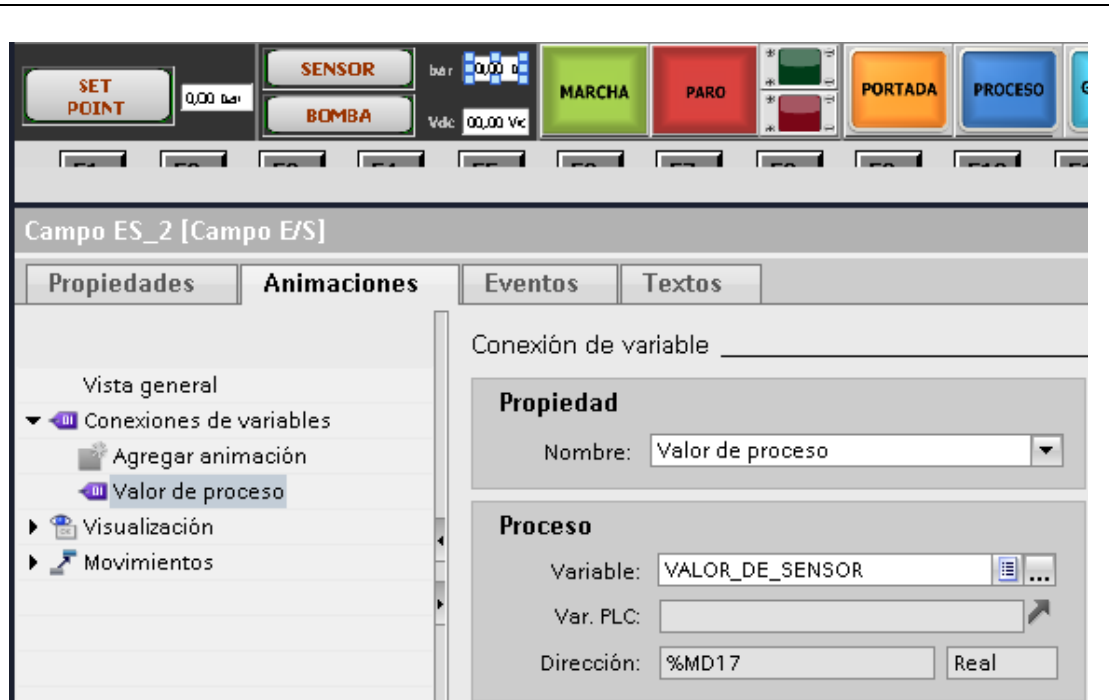 SET
POINT
0,00 bar
SENSOR
BOMBA
bar
Vdc 00,00 Vc
MARCHA
PARO
PORTADA
PROCESO
G
Campo ES_2 [Campo E/S]
Propiedades Animaciones Eventos Textos
Conexión de variable
Vista general
Conexiones de variables
Agregar animación
Valor de proceso
Visualización
Movimientos
Propiedad
Nombre: Valor de proceso
Proceso
Variable: VALOR_DE_SENSOR ...
Var. PLC:
Dirección: %MD17 Real